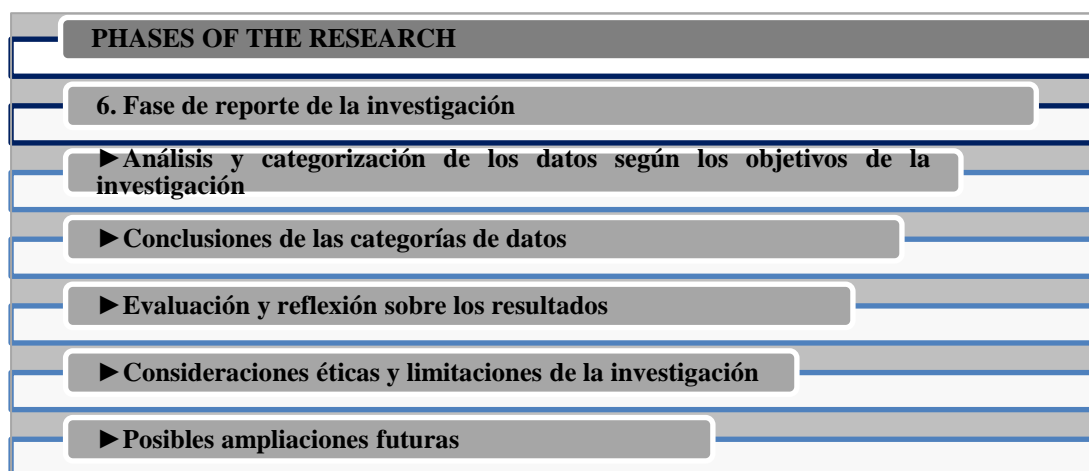 PHASES OF THE RESEARCH
6. Fase de reporte de la investigación
►Análisis y categorización de los datos según los objetivos de la
investigación
►Conclusiones de las categorías de datos
►Evaluación y reflexión sobre los resultados
►Consideraciones éticas y limitaciones de la investigación
►Posibles ampliaciones futuras